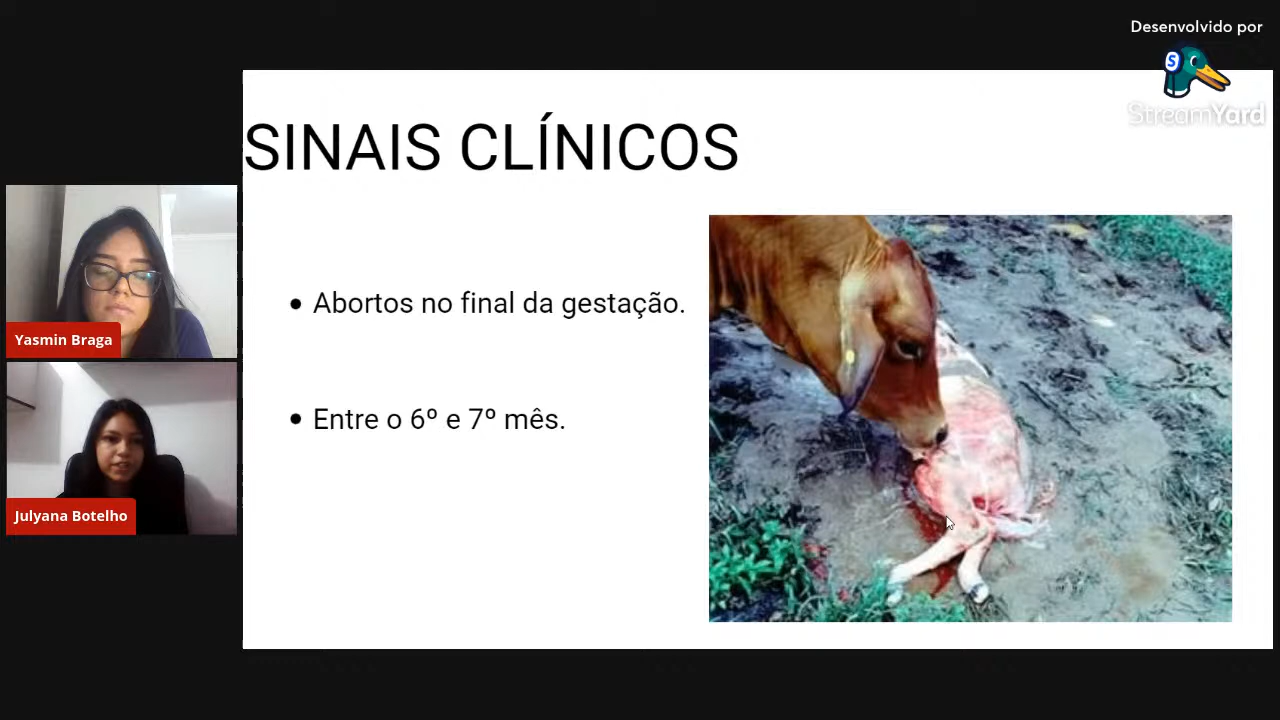 Desenvolvido por
S
StreamYard
SINAIS CLÍNICOS
Yasmin Braga
• Abortos no final da gestação.
• Entre o 6º e 7º mês.
Julyana Botelho